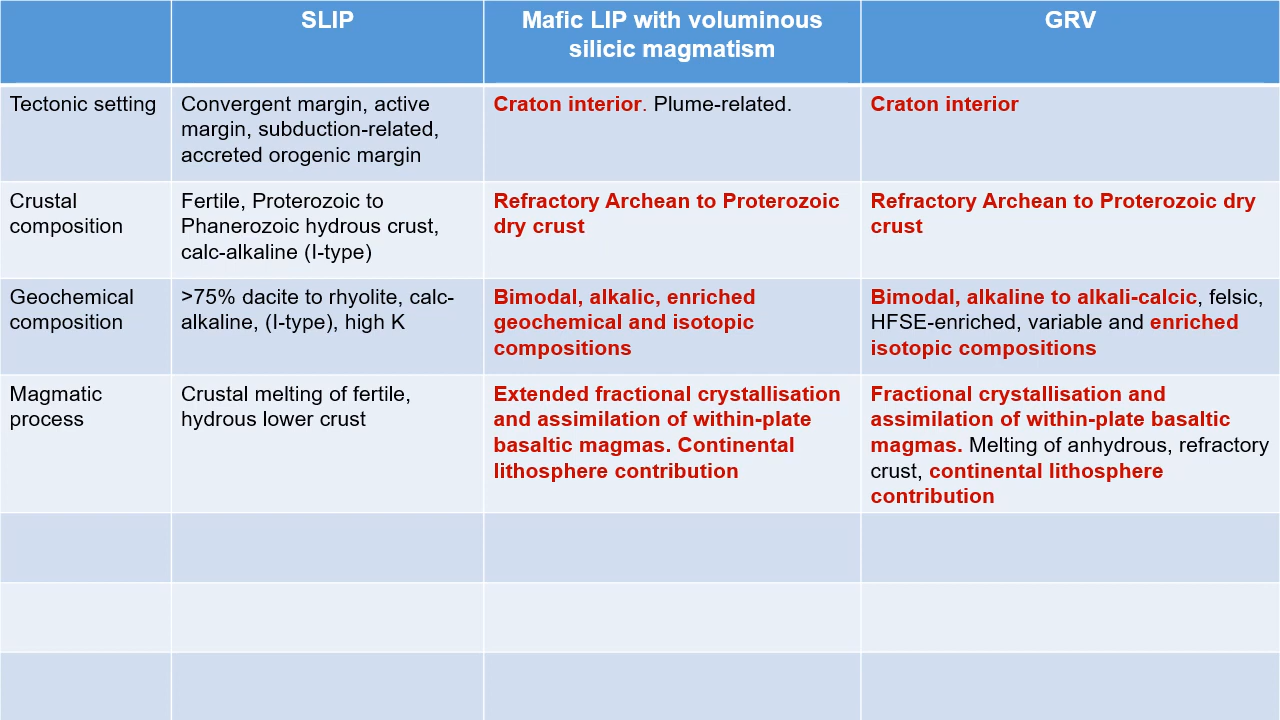 SLIP
Mafic LIP with voluminous
silicic magmatism
GRV
Tectonic setting
Convergent margin, active
margin, subduction-related,
accreted orogenic margin
Craton interior. Plume-related.
Craton interior
Crustal
composition
Fertile, Proterozoic to
Phanerozoic hydrous crust,
calc-alkaline (I-type)
Refractory Archean to Proterozoic
dry crust
Refractory Archean to Proterozoic dry
crust
Geochemical
composition
>75% dacite to rhyolite, calc-
alkaline, (I-type), high K
Bimodal, alkalic, enriched
geochemical and isotopic
compositions
Bimodal, alkaline to alkali-calcic, felsic,
HFSE-enriched, variable and enriched
isotopic compositions
Magmatic
process
Crustal melting of fertile,
hydrous lower crust
Extended fractional crystallisation
and assimilation of within-plate
basaltic magmas. Continental
lithosphere contribution
Fractional crystallisation and
assimilation of within-plate basaltic
magmas. Melting of anhydrous, refractory
crust, continental lithosphere
contribution